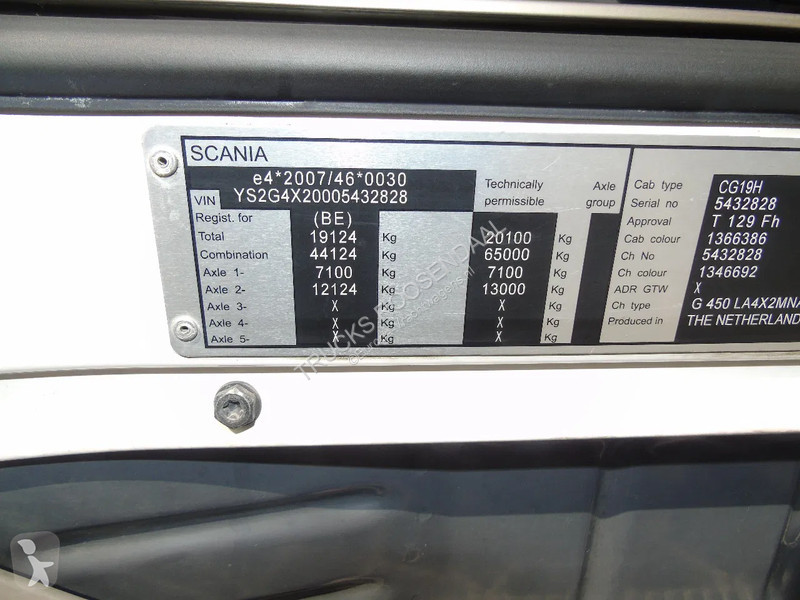 SCANIA
e4*2007/46*0030
VIN YS2G4X20005432828
Technically permissible
Axle group
Regist. for (BE)
Total 19124 Kg 20100 Kg
Combination 44124 Kg 65000 Kg
Axle 1- 7100 Kg 7100 Kg
Axle 2- 12124 Kg 13000 Kg
Axle 3- X Kg X Kg
Axle 4- X Kg X Kg
Axle 5- X Kg X Kg
Cab type CG19H
Serial no 5432828
Approval T 129 Fh
Cab colour 1366386
Ch No 5432828
Ch colour 1346692
ADR GTW X
Ch type G 450 LA4X2MNA
Produced in THE NETHERLAND
TRUCKS ROOSENDAAL